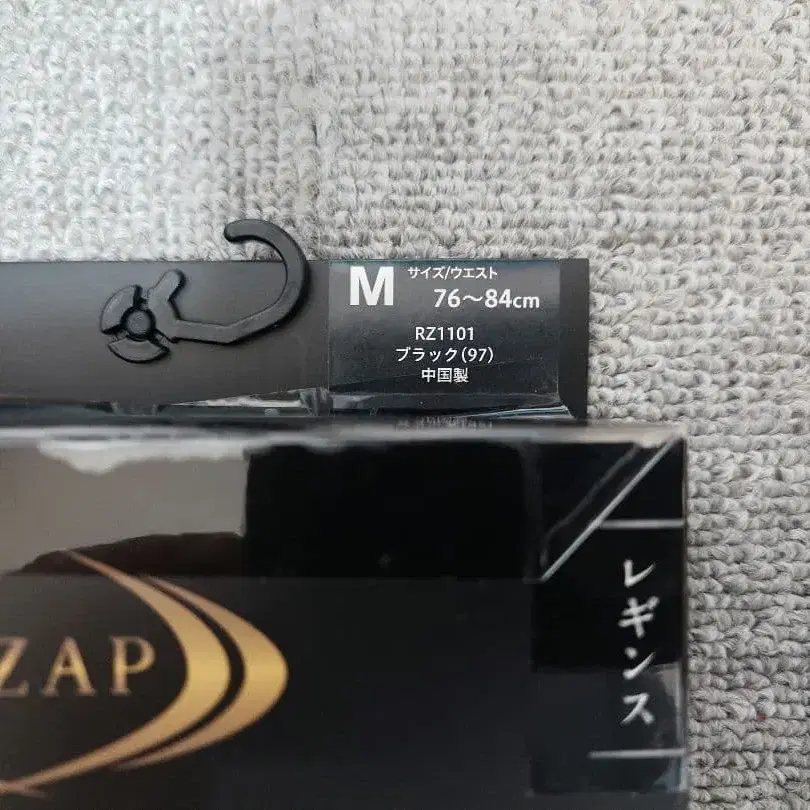 M
サイズ/ウエスト
76〜84cm
RZ1101
ブラック(97)
中国製
ZAP
レギンス